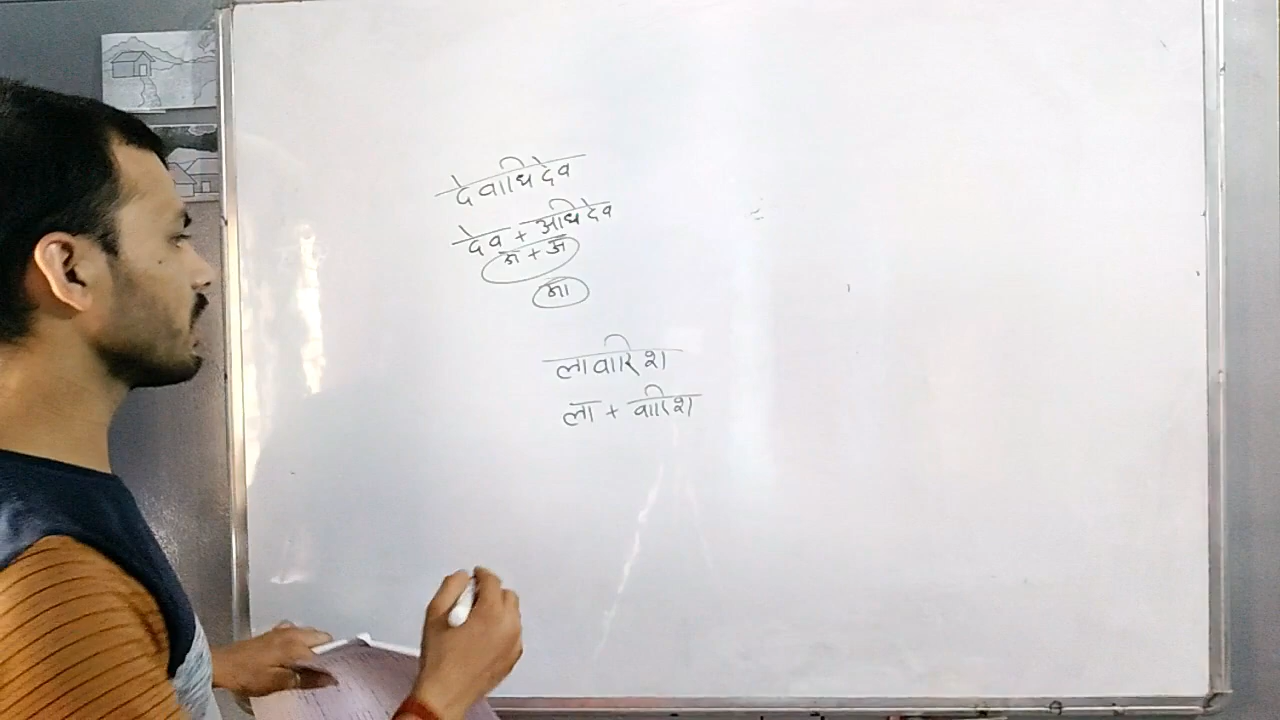 देवाधिदेव
देव + अधिदेव
अ + अ
आ
लावारिश
ला + वारिश